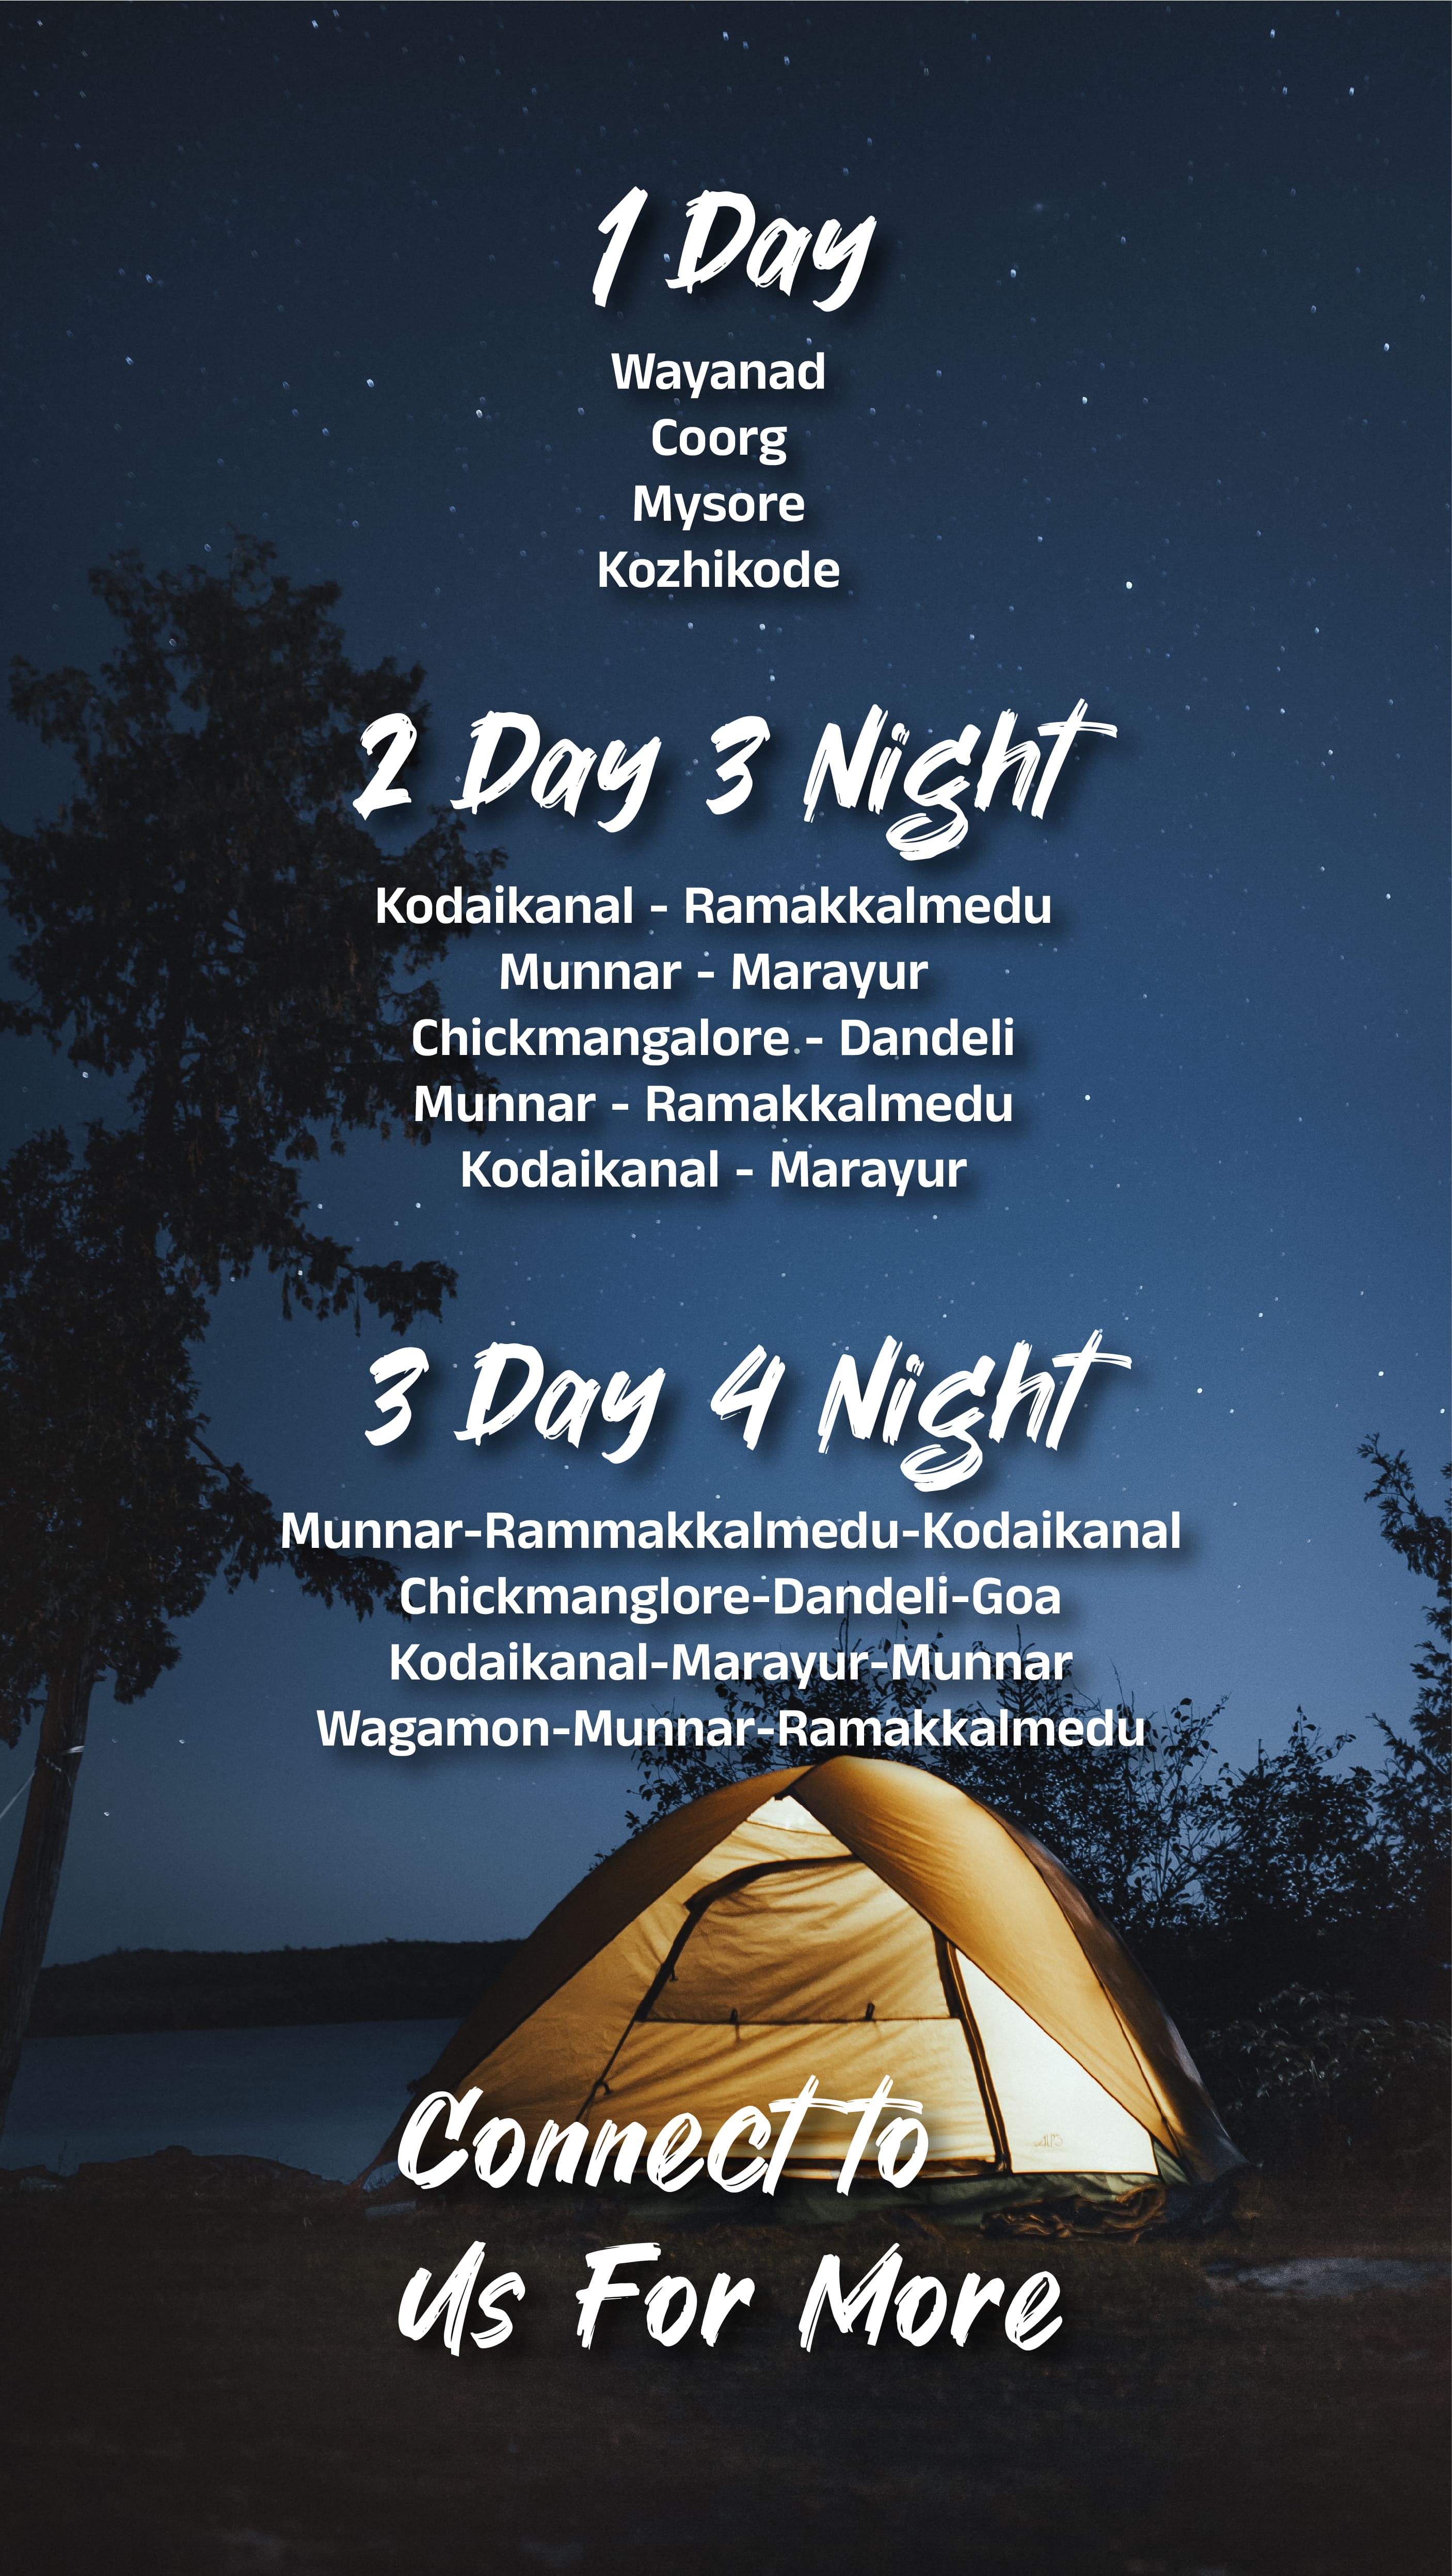 1 Day
Wayanad
Coorg
Mysore
Kozhikode
2 Day 3 Night
Kodaikanal - Ramakkalmedu
Munnar - Marayur
Chickmangalore - Dandeli
Munnar - Ramakkalmedu
Kodaikanal - Marayur
3 Day 4 Night
Munnar-Rammakkalmedu-Kodaikanal
Chickmanglore-Dandeli-Goa
Kodaikanal-Marayur-Munnar
Wagamon-Munnar-Ramakkalmedu
Connect to
Us For More